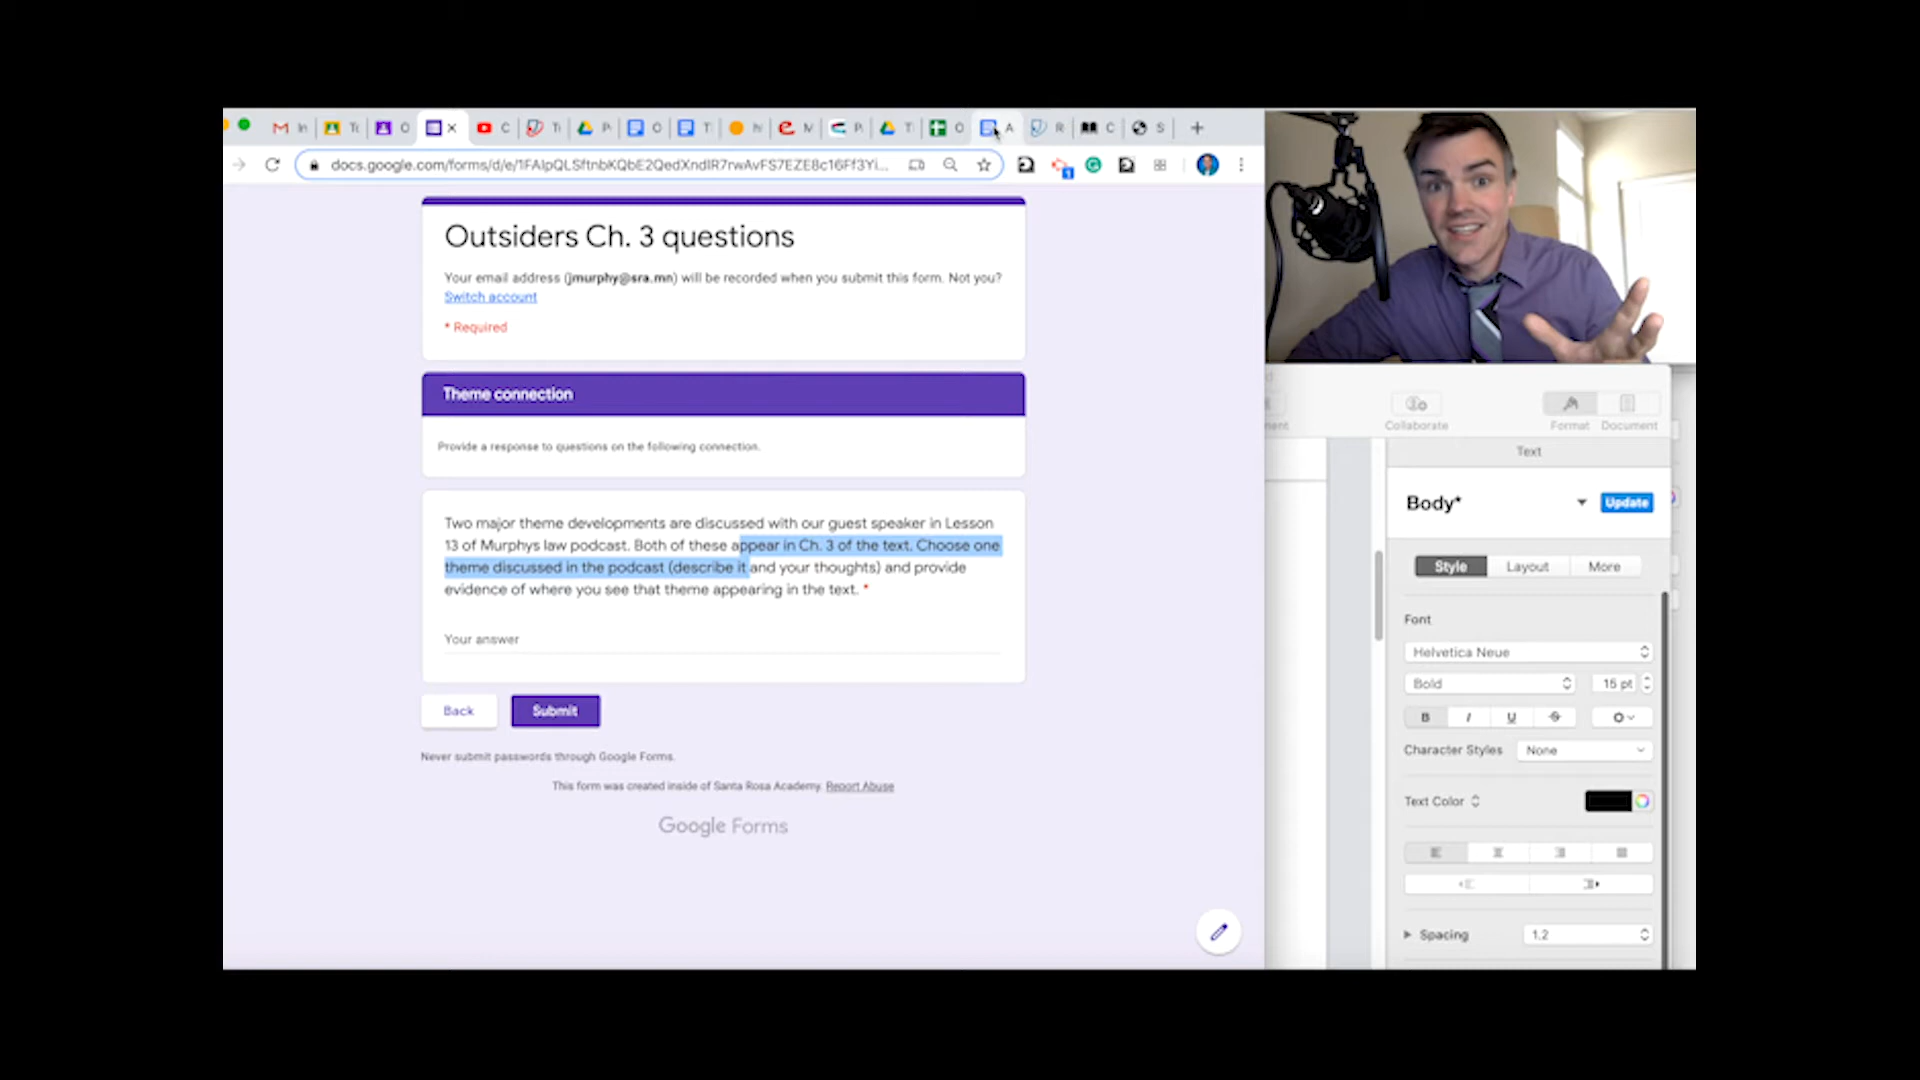 docs.google.com/forms/d/e/1FAIpQLSftnbKQbE2QedXndIR7rwAvFS7EZE8c16Ff3Yi...
Outsiders Ch. 3 questions
Your email address (jmurphy@sra.mn) will be recorded when you submit this form. Not you?
Switch account
* Required
Theme connection
Provide a response to questions on the following connection.
Two major theme developments are discussed with our guest speaker in Lesson
13 of Murphys law podcast. Both of these appear in Ch. 3 of the text. Choose one
theme discussed in the podcast (describe it and your thoughts) and provide
evidence of where you see that theme appearing in the text. *
Your answer
Back
Submit
Never submit passwords through Google Forms.
This form was created inside of Santa Rosa Academy. Report Abuse
Google Forms
Collaborate
Format
Document
Text
Body*
Update
Style
Layout
More
Font
Helvetica Neue
Bold
15 pt
B
I
U
S
Character Styles
None
Text Color
Spacing
1.2